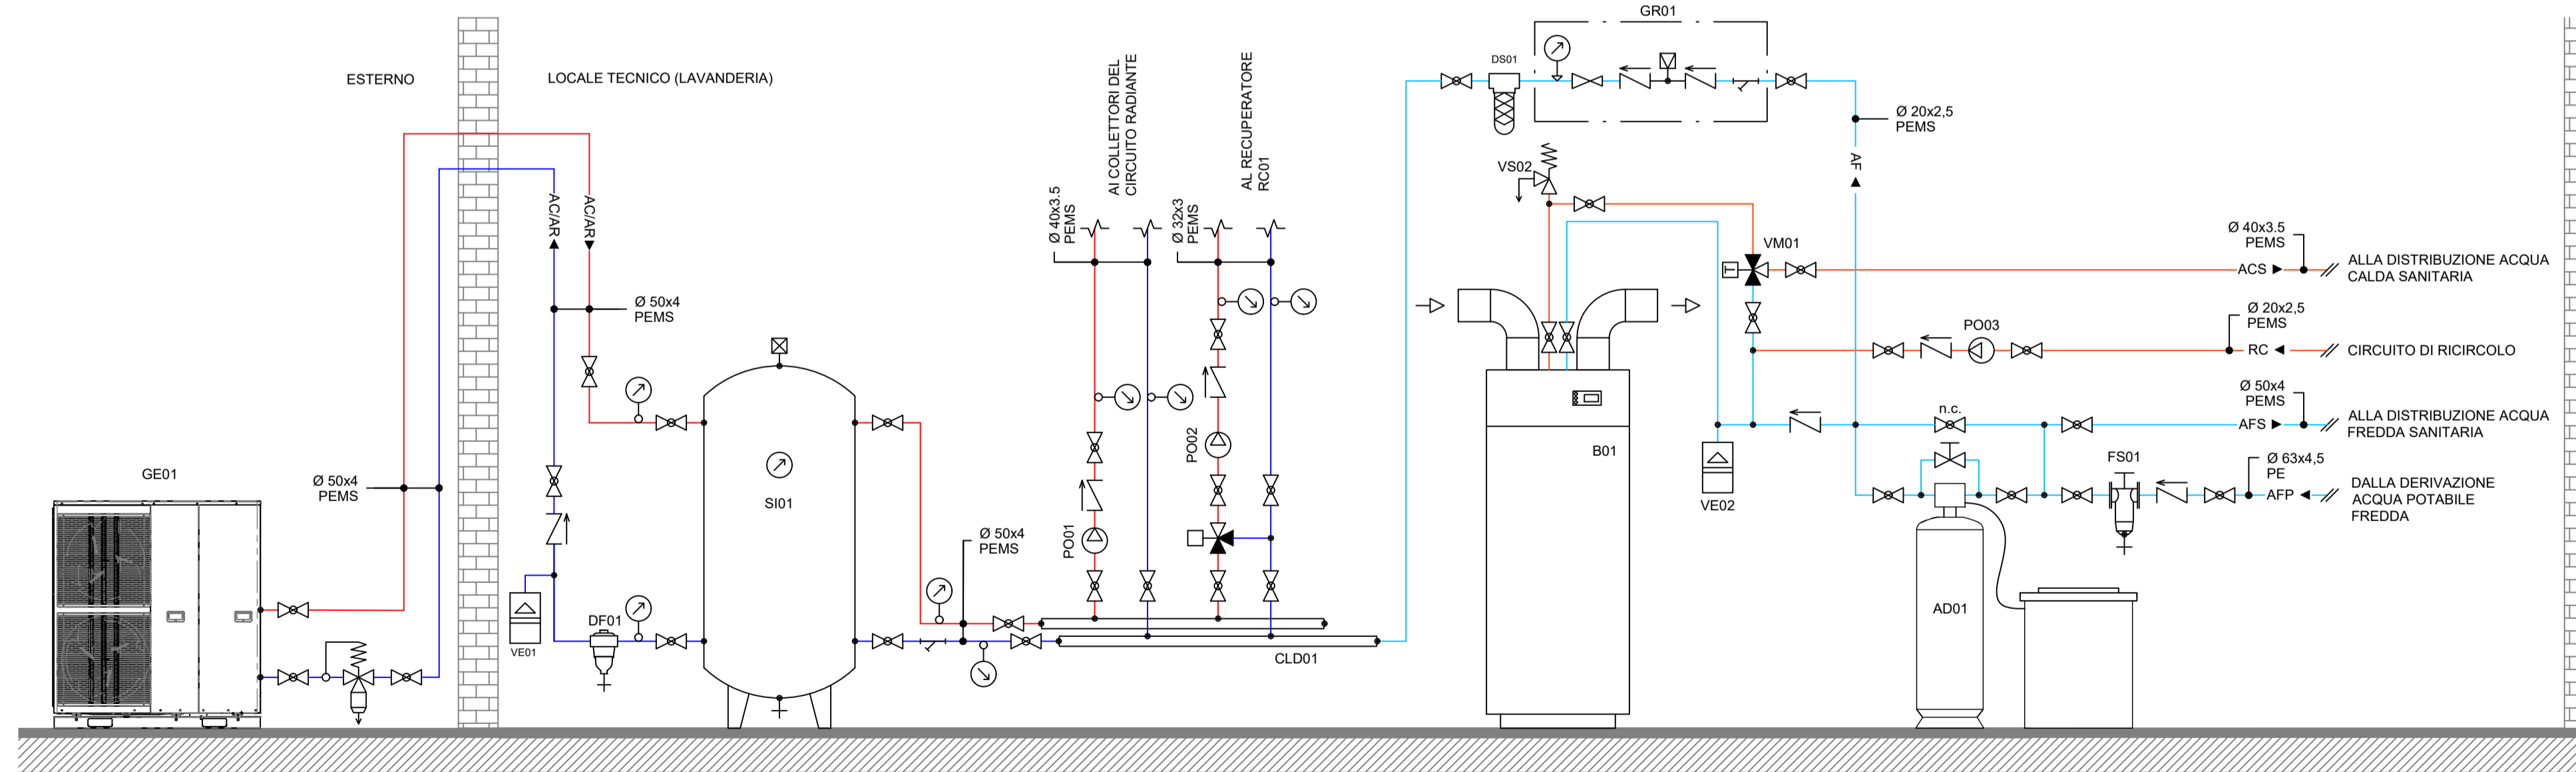 GR01
DS01
ESTERNO
LOCALE TECNICO (LAVANDERIA)
AI COLLETTORI DEL
CIRCUITO RADIANTE
AL RECUPERATORE
RC01
Ø 20x2,5
PEMS
AF
VS02
AC/AR
AC/AR
Ø 40x3.5
PEMS
Ø 32x3
PEMS
VM01
T
Ø 40x3.5
PEMS
ACS
ALLA DISTRIBUZIONE ACQUA
CALDA SANITARIA
Ø 50x4
PEMS
Ø 20x2,5
PEMS
PO03
RC
CIRCUITO DI RICIRCOLO
Ø 50x4
PEMS
n.c.
AFS
ALLA DISTRIBUZIONE ACQUA
FREDDA SANITARIA
PO02
B01
FS01
Ø 63x4,5
PE
AFP
DALLA DERIVAZIONE
ACQUA POTABILE
FREDDA
GE01
Ø 50x4
PEMS
SI01
VE02
PO01
Ø 50x4
PEMS
AD01
DF01
VE01
CLD01